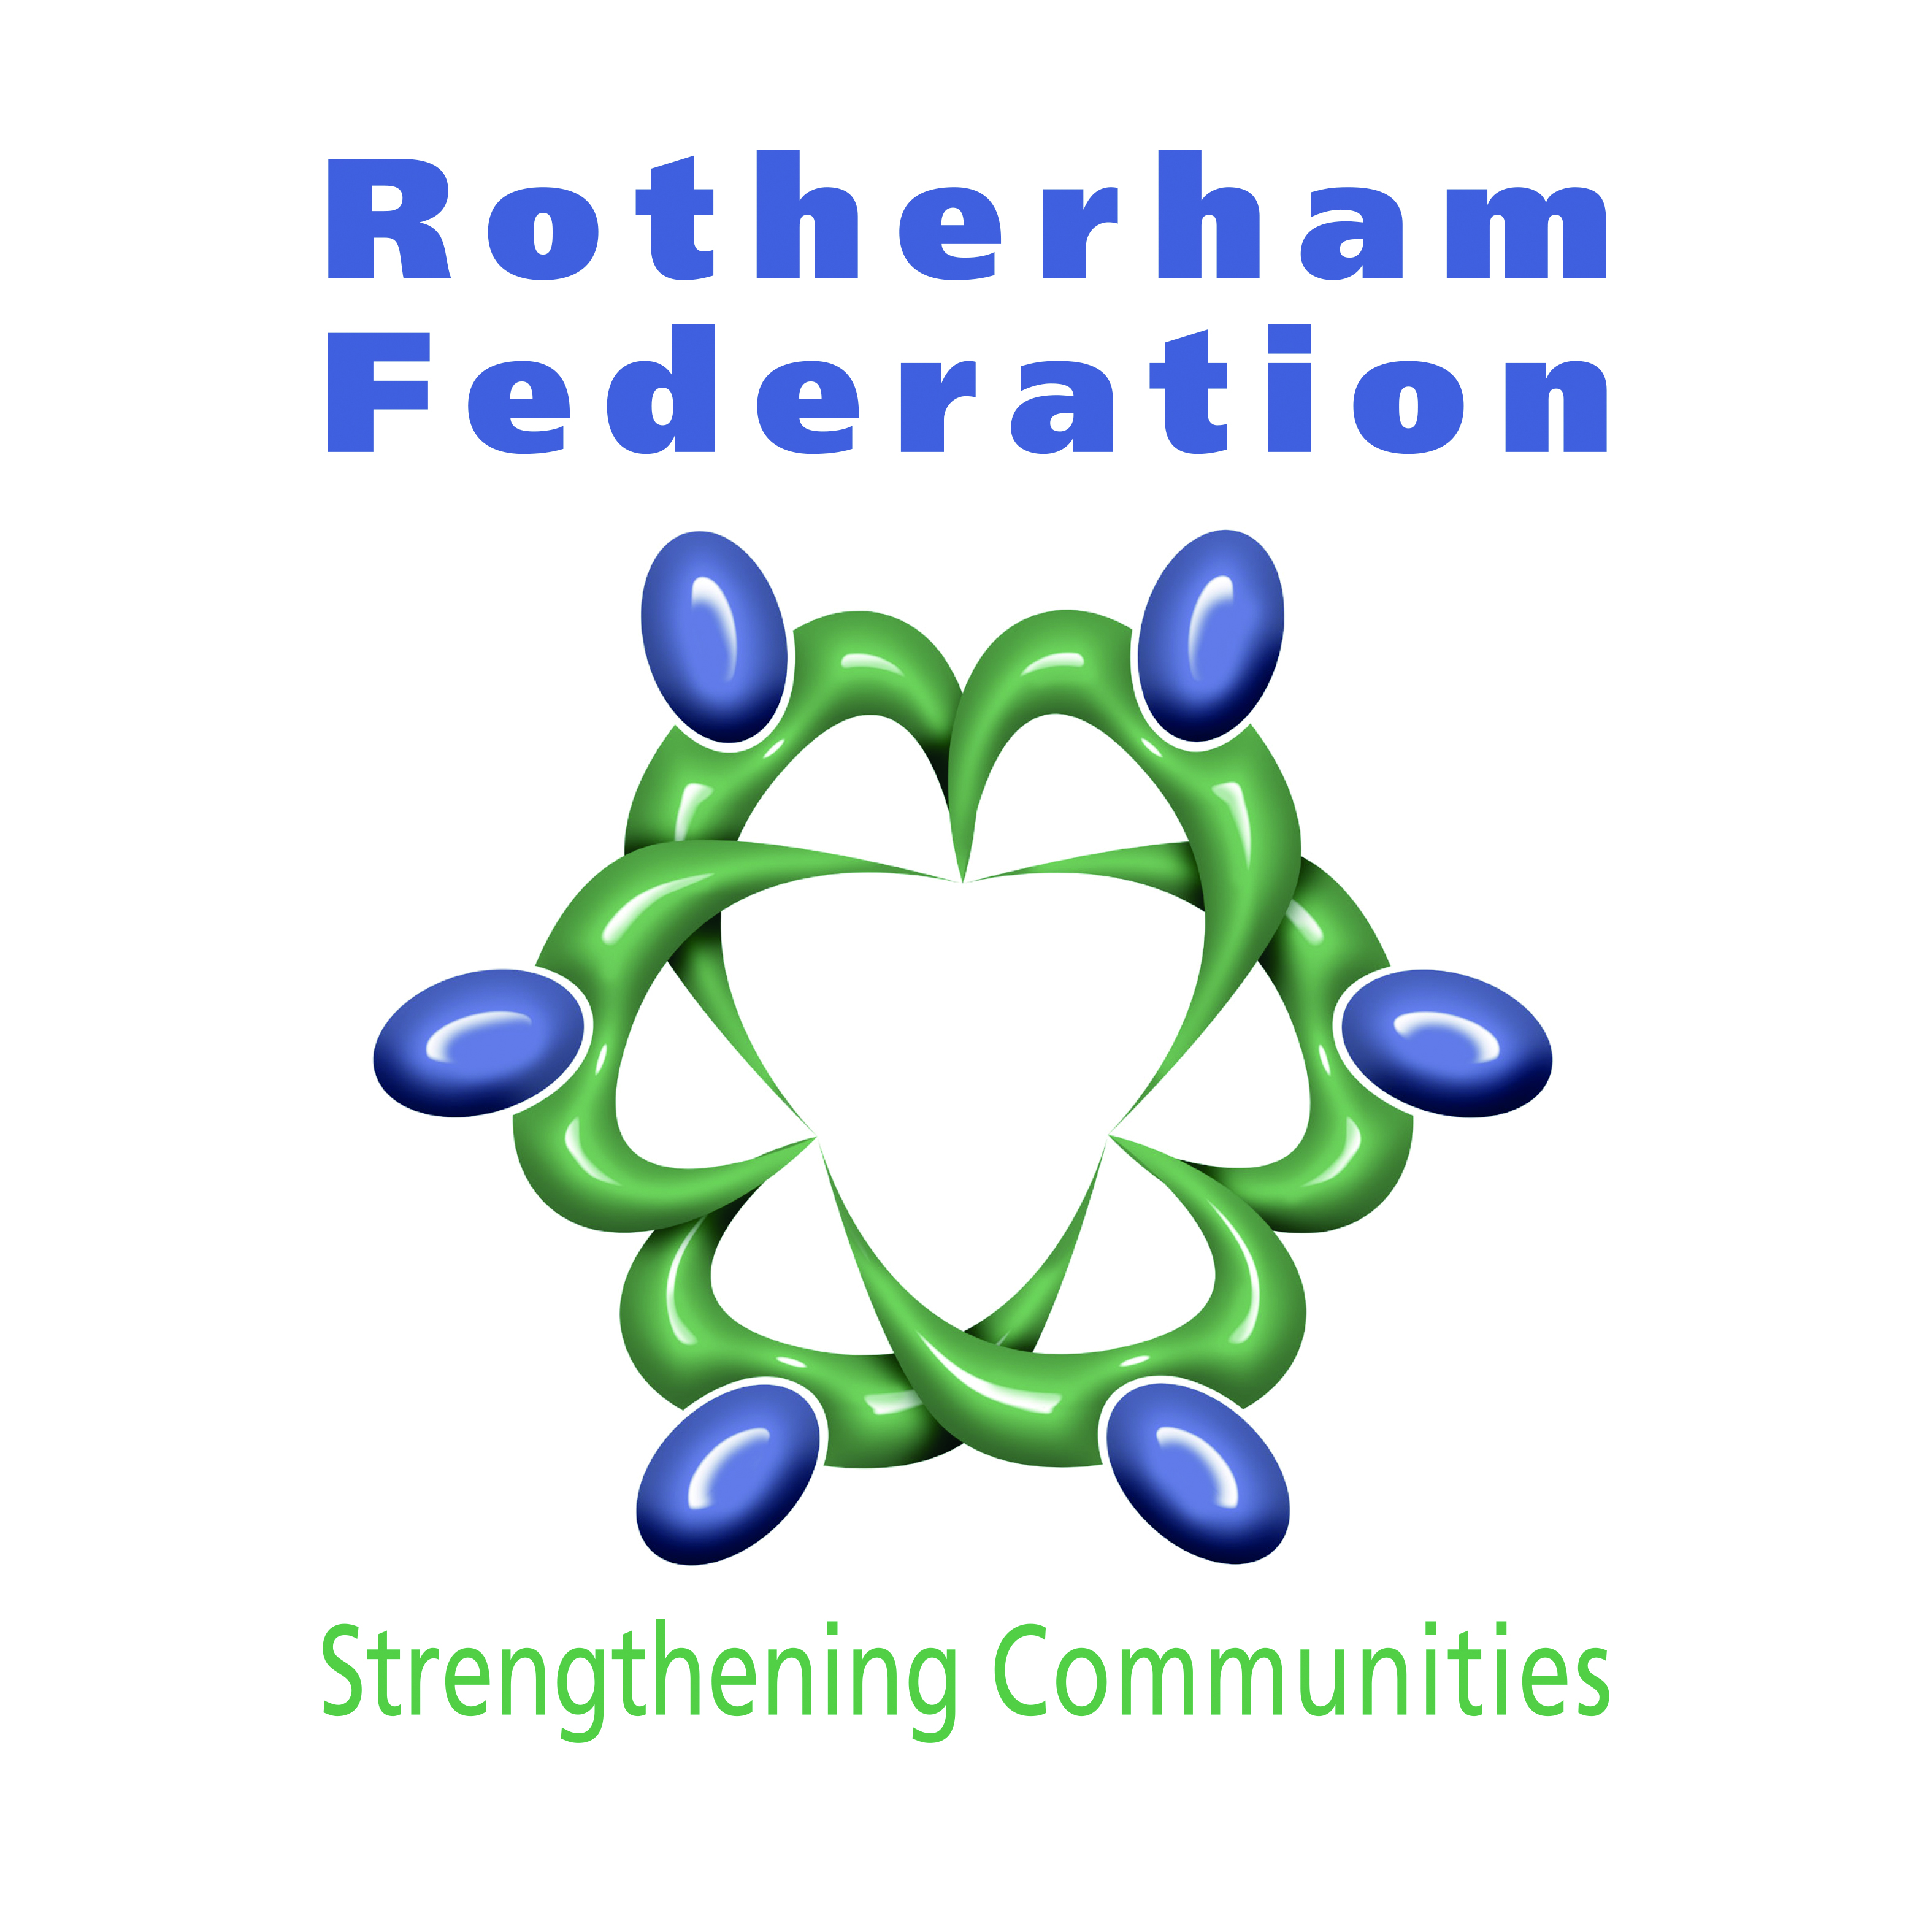 Rotherham
Federation
Strengthening Communities